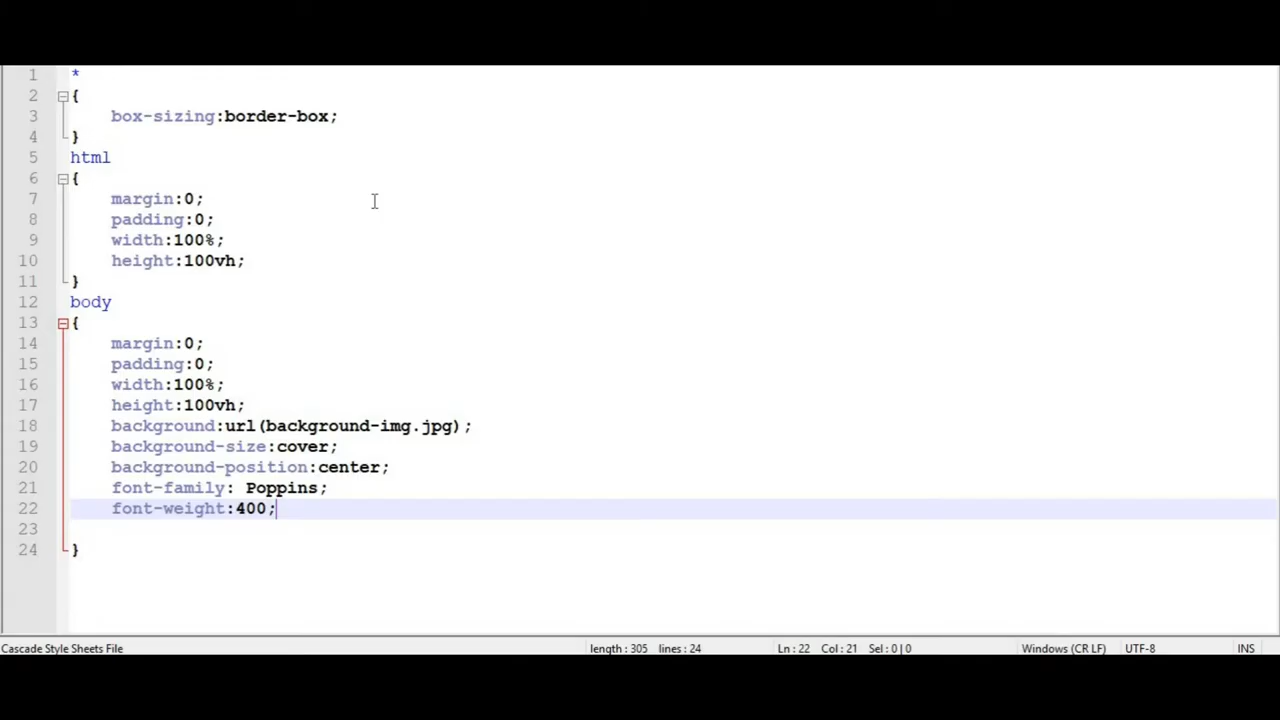 1 *
2 {
3 box-sizing:border-box;
4 }
5 html
6 {
7 margin:0;
8 padding:0;
9 width:100%;
10 height:100vh;
11 }
12 body
13 {
14 margin:0;
15 padding:0;
16 width:100%;
17 height:100vh;
18 background:url(background-img.jpg);
19 background-size:cover;
20 background-position:center;
21 font-family: Poppins;
22 font-weight:400;
23
24 }
Cascade Style Sheets File length : 305 lines : 24 Ln : 22 Col : 21 Sel : 0 | 0 Windows (CR LF) UTF-8 INS